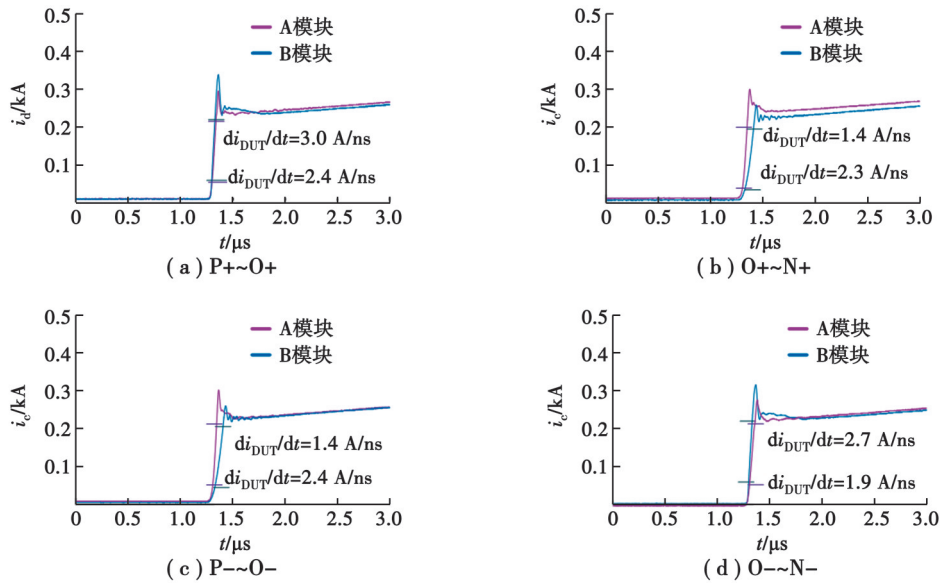 0.5
A模块
B模块
0.4
0.3
i_d/kA
0.2
di_DUT/dt=3.0 A/ns
0.1
di_DUT/dt=2.4 A/ns
0 0.5 1.0 1.5 2.0 2.5 3.0
t/μs
( a ) P+~O+
0.5
A模块
B模块
0.4
0.3
i_c/kA
0.2
di_DUT/dt=1.4 A/ns
0.1
di_DUT/dt=2.3 A/ns
0 0.5 1.0 1.5 2.0 2.5 3.0
t/μs
( b ) O+~N+
0.5
A模块
B模块
0.4
0.3
i_c/kA
0.2
di_DUT/dt=1.4 A/ns
0.1
di_DUT/dt=2.4 A/ns
0 0.5 1.0 1.5 2.0 2.5 3.0
t/μs
( c ) P-~O-
0.5
A模块
B模块
0.4
0.3
i_c/kA
0.2
di_DUT/dt=2.7 A/ns
0.1
di_DUT/dt=1.9 A/ns
0 0.5 1.0 1.5 2.0 2.5 3.0
t/μs
( d ) O-~N-